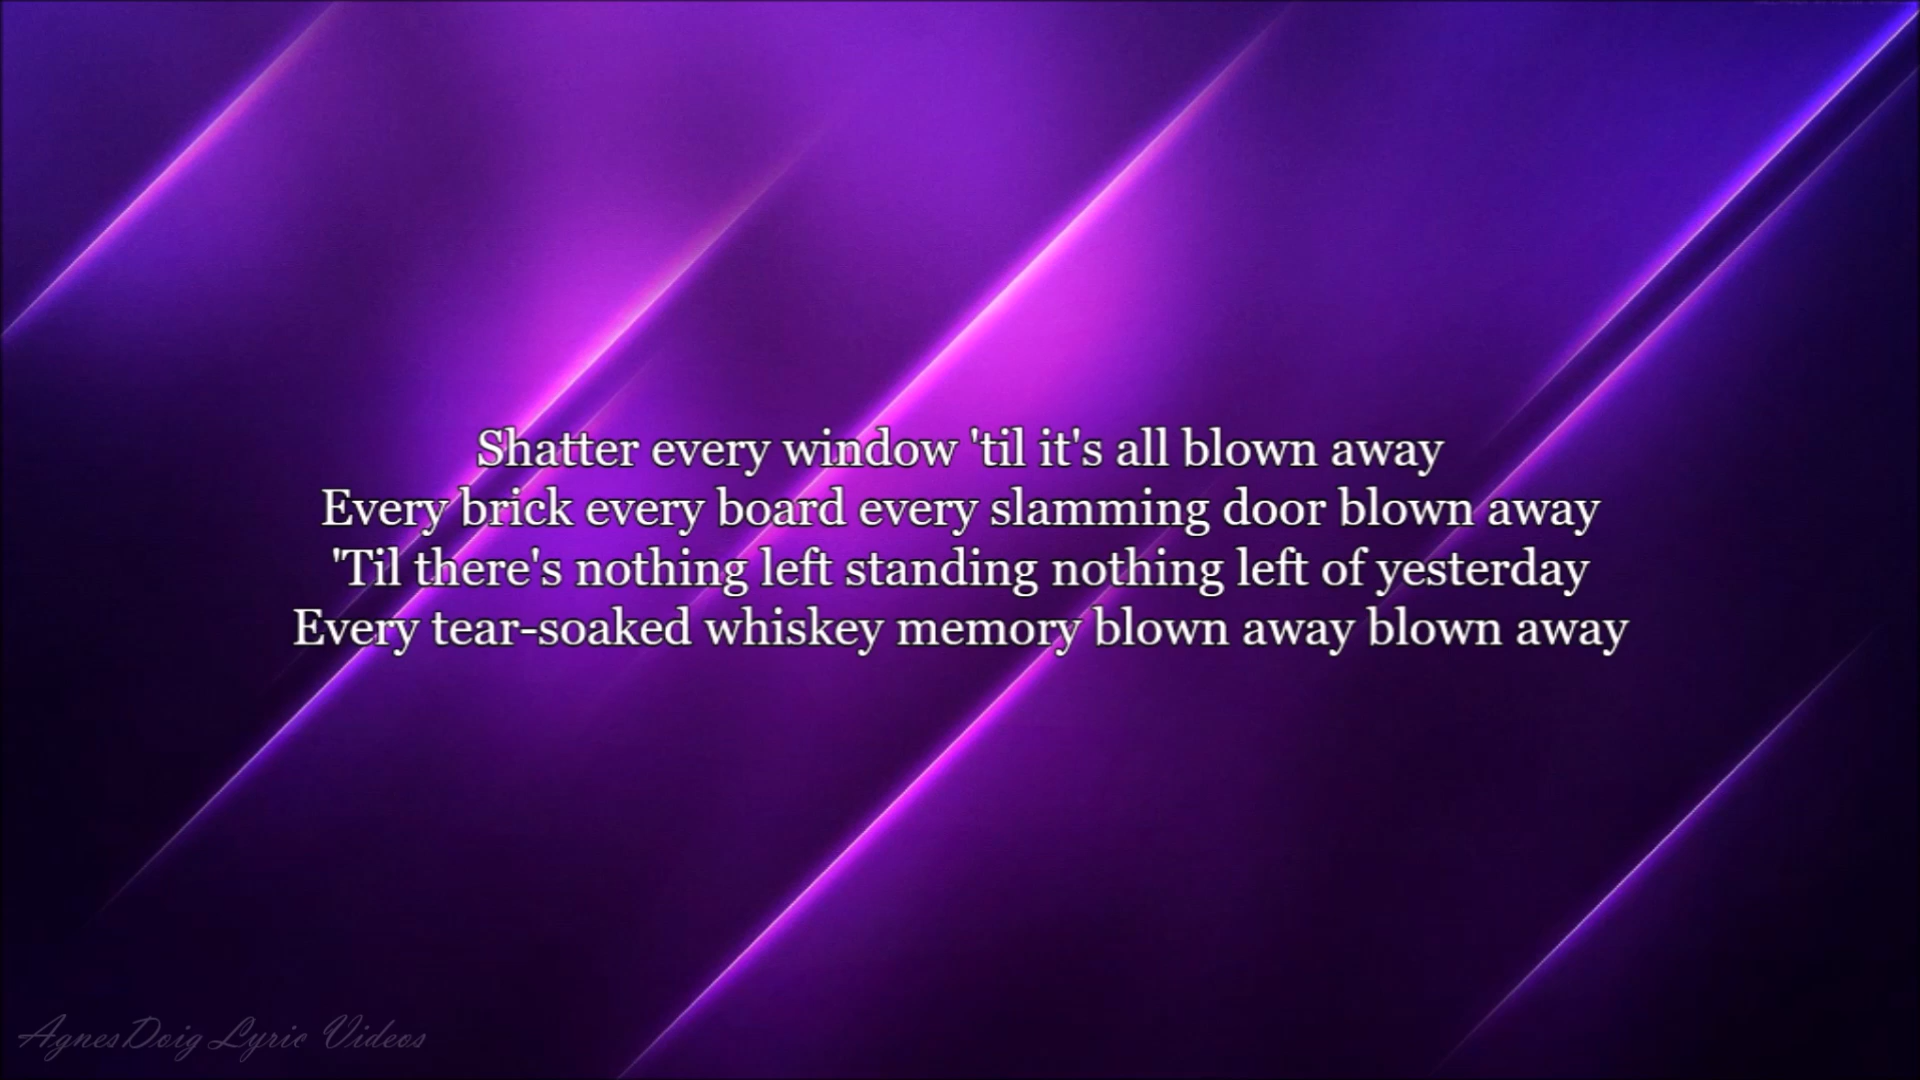 Shatter every window 'til it's all blown away
Every brick every board every slamming door blown away
'Til there's nothing left standing nothing left of yesterday
Every tear-soaked whiskey memory blown away blown away
AgnesDoig Lyric Videos